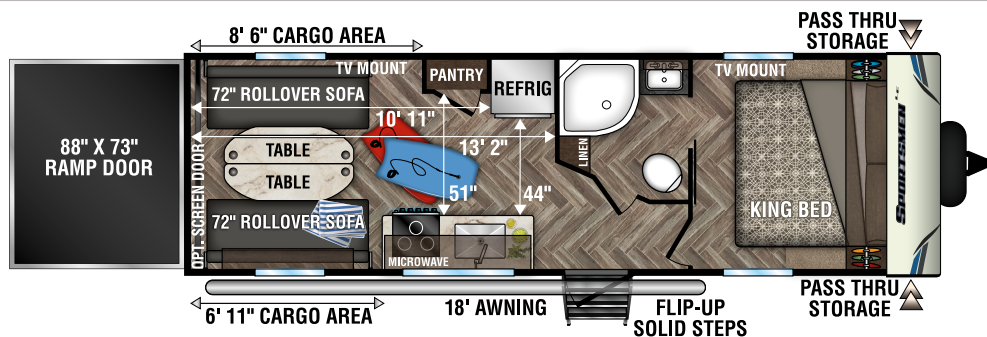 PASS THRU
STORAGE
8' 6" CARGO AREA
TV MOUNT
PANTRY
REFRIG
TV MOUNT
72" ROLLOVER SOFA
10' 11"
13' 2"
88" X 73"
RAMP DOOR
TABLE
TABLE
LINEN
OPT. SCREEN DOOR
51"
44"
KING BED
SPORTSMEN
72" ROLLOVER SOFA
MICROWAVE
PASS THRU
STORAGE
6' 11" CARGO AREA
18' AWNING
FLIP-UP
SOLID STEPS